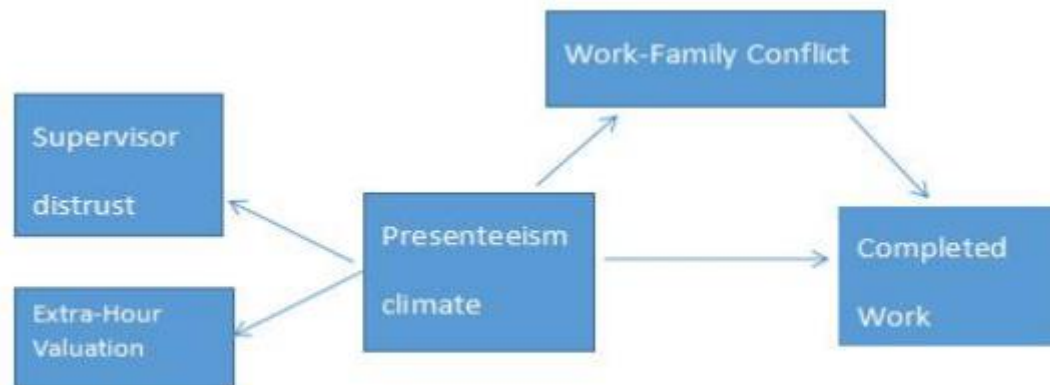 Work-Family Conflict
Supervisor
distrust
Presenteeism
climate
Completed
Work
Extra-Hour
Valuation